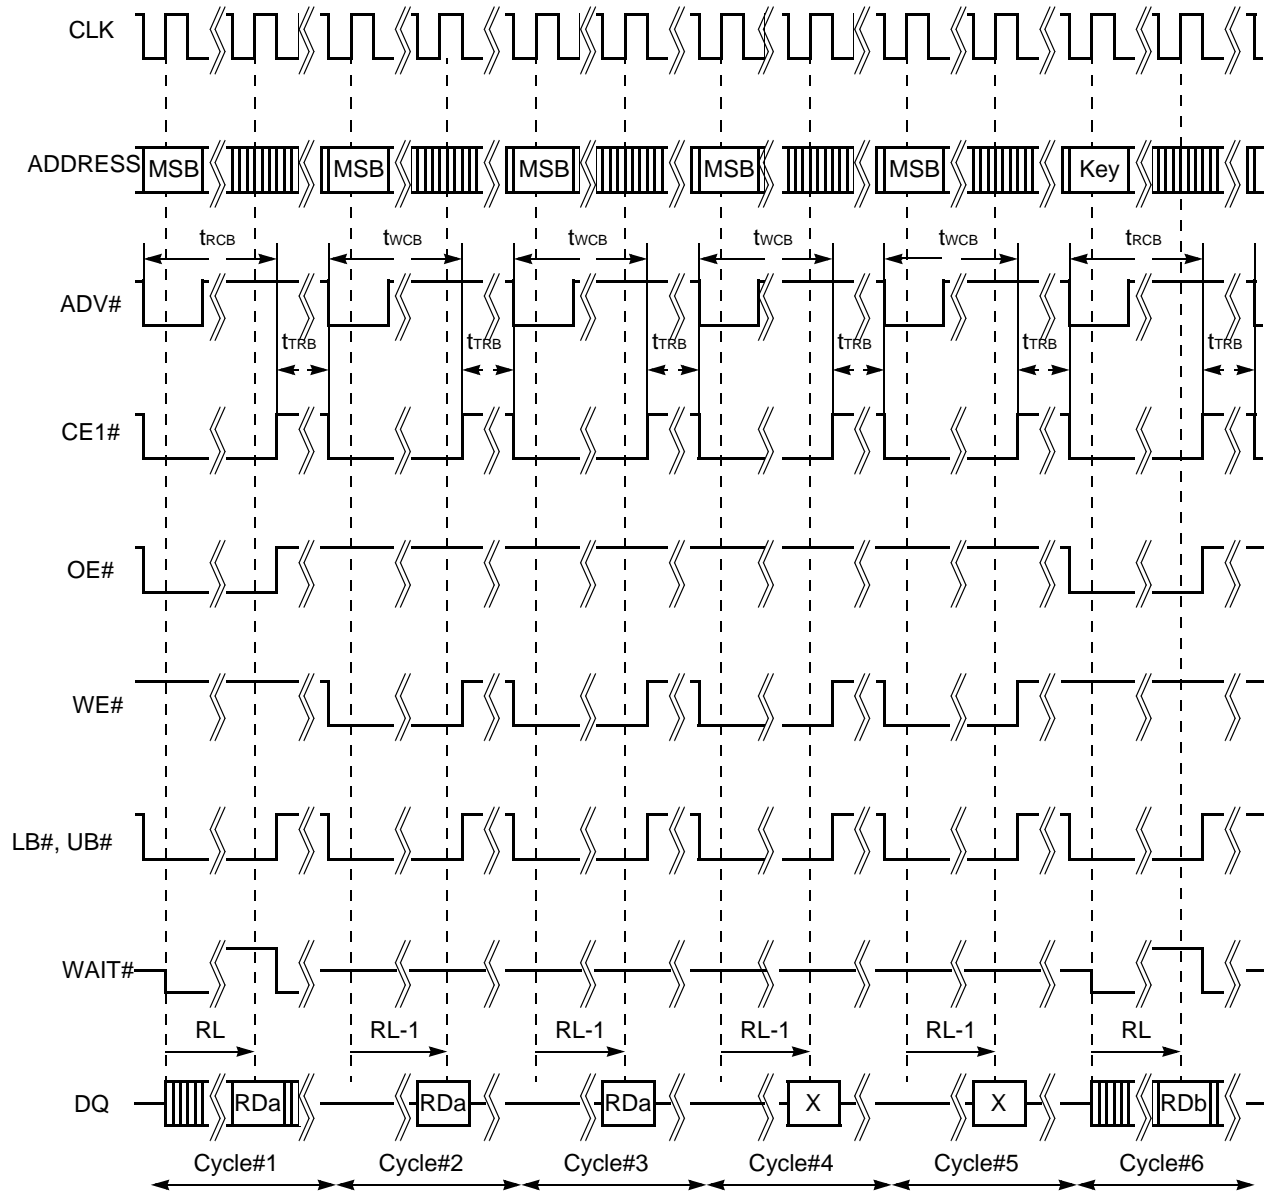 CLK
ADDRESS MSB MSB MSB MSB MSB Key
tRCB tWCB tWCB tWCB tWCB tRCB
ADV#
tTRB tTRB tTRB tTRB tTRB tTRB
CE1#
OE#
WE#
LB#, UB#
WAIT#
RL RL-1 RL-1 RL-1 RL-1 RL
DQ RDa RDa RDa X X RDb
Cycle#1 Cycle#2 Cycle#3 Cycle#4 Cycle#5 Cycle#6